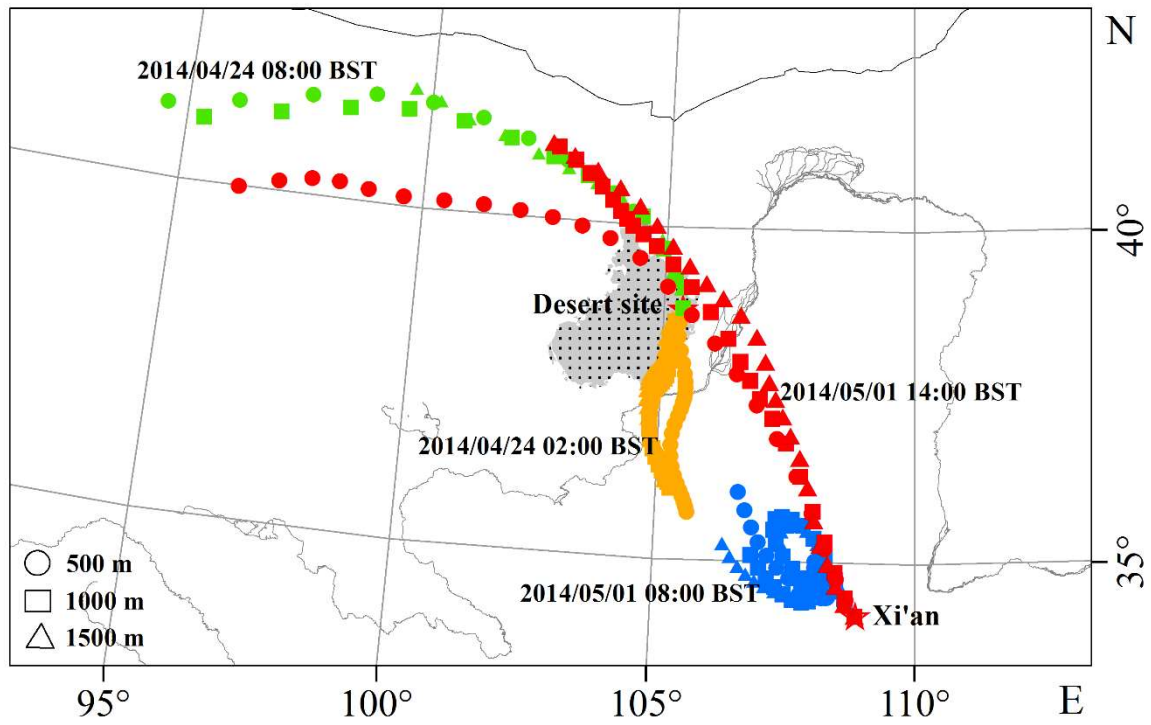 N
2014/04/24 08:00 BST
40°
Desert site
2014/05/01 14:00 BST
2014/04/24 02:00 BST
500 m
35°
1000 m
2014/05/01 08:00 BST
1500 m
Xi'an
95°
100°
105°
110°
E